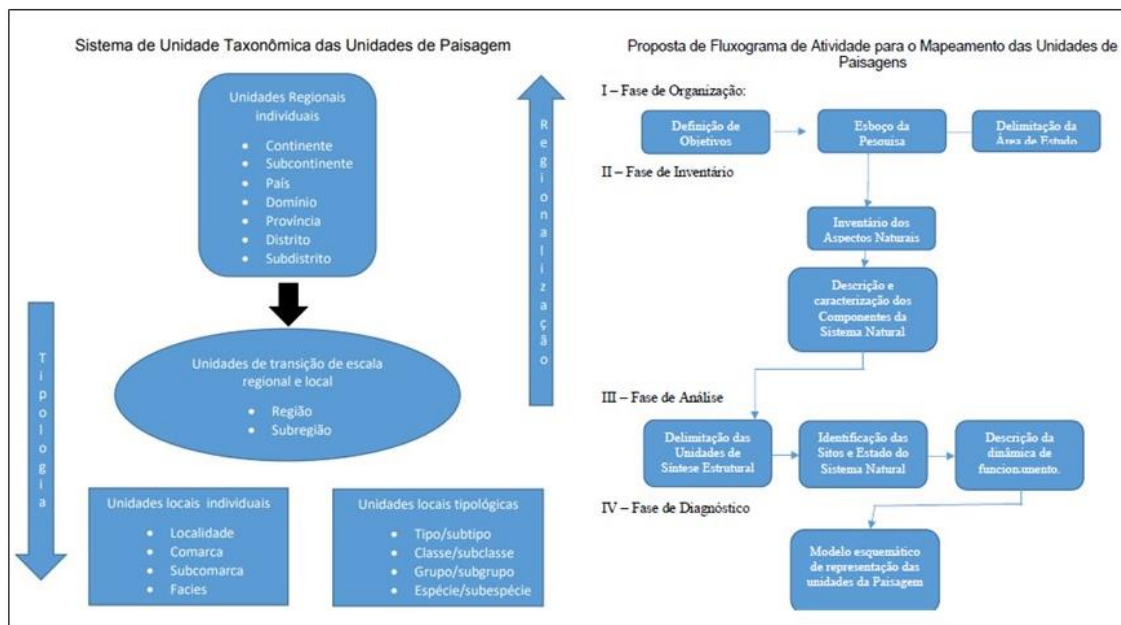 Sistema de Unidade Taxonômica das Unidades de Paisagem
Unidades Regionais
individuais
• Continente
• Subcontinente
• País
• Domínio
• Província
• Distrito
• Subdistrito
Regionalização
Tipologia
Unidades de transição de escala
regional e local
• Região
• Subregião
Unidades locais individuais
• Localidade
• Comarca
• Subcomarca
• Facies
Unidades locais tipológicas
• Tipo/subtipo
• Classe/subclasse
• Grupo/subgrupo
• Espécie/subespécie
Proposta de Fluxograma de Atividade para o Mapeamento das Unidades de
Paisagens
I – Fase de Organização:
Definição de
Objetivos
Esboço da
Pesquisa
Delimitação da
Área de Estudo
II – Fase de Inventário
Inventário dos
Aspectos Naturais
Descrição e
caracterização dos
Componentes da
Sistema Natural
III – Fase de Análise
Delimitação das
Unidades de
Síntese Estrutural
Identificação das
Sitos e Estado do
Sistema Natural
Descrição da
dinâmica de
funcionamento.
IV – Fase de Diagnóstico
Modelo esquemático
de representação das
unidades da Paisagem